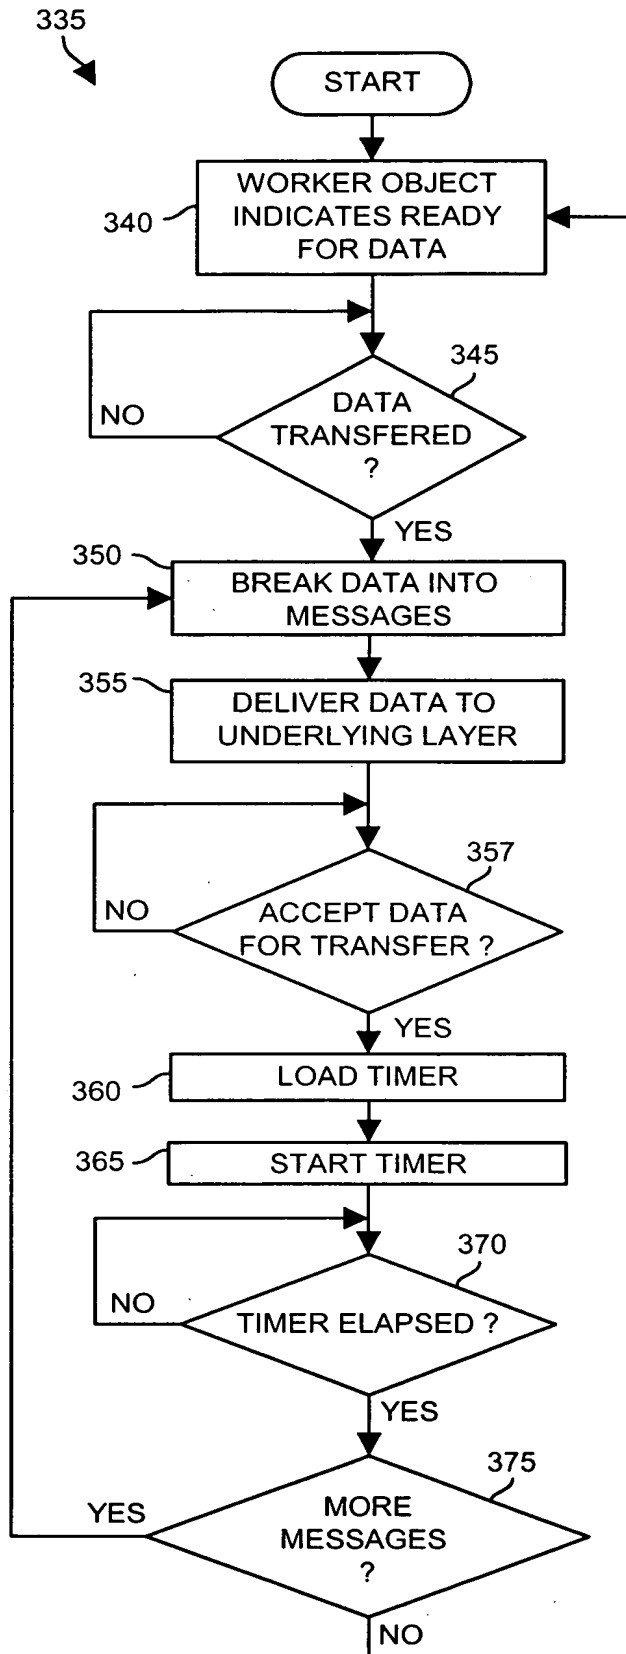 335
START
WORKER OBJECT
INDICATES READY
FOR DATA
340
345
DATA
TRANSFERED
?
NO
YES
350
BREAK DATA INTO
MESSAGES
355
DELIVER DATA TO
UNDERLYING LAYER
357
ACCEPT DATA
FOR TRANSFER ?
NO
YES
360
LOAD TIMER
365
START TIMER
370
TIMER ELAPSED ?
NO
YES
375
MORE
MESSAGES
?
YES
NO